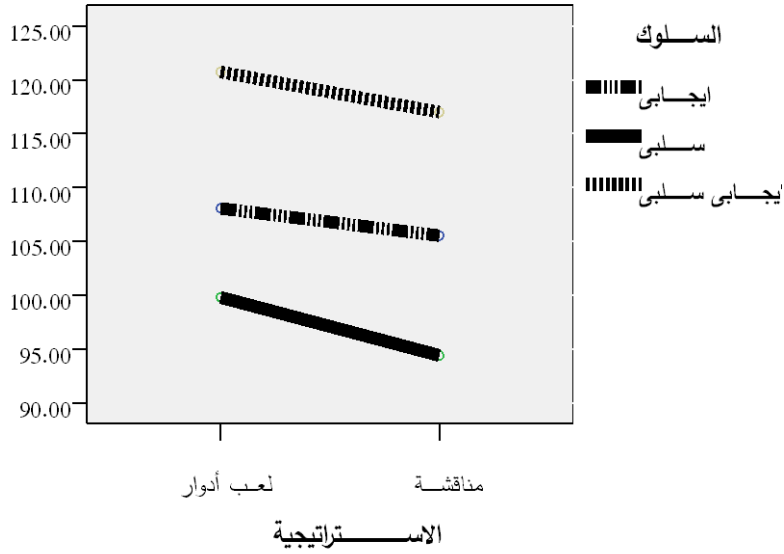 125.00
120.00
115.00
110.00
105.00
100.00
95.00
90.00
السلوك
ايجابى
سلبى
ايجابى سلبى
لعب أدوار
مناقشة
الاستراتيجية